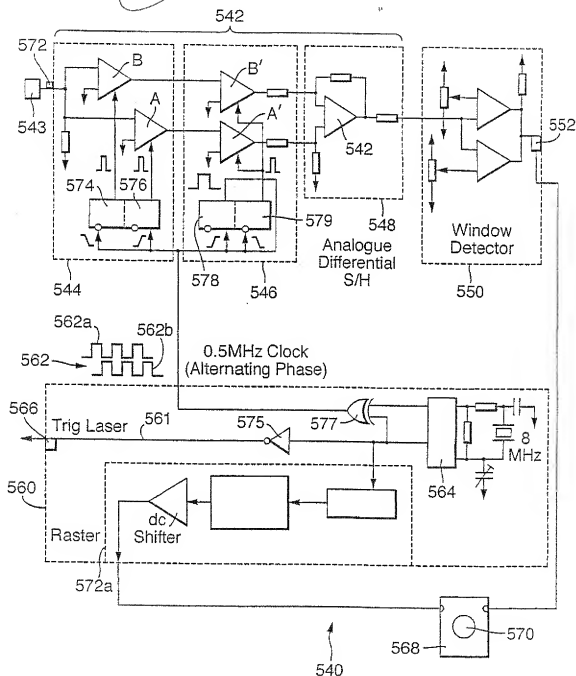 542
572
543
B
A
B′
A′
542
552
574
576
578
579
548
544
546
Analogue
Differential
S/H
Window
Detector
550
562a
562b
562
0.5MHz Clock
(Alternating Phase)
566
Trig Laser
561
575
577
564
8
MHz
560
Raster
dc
Shifter
572a
568
570
540